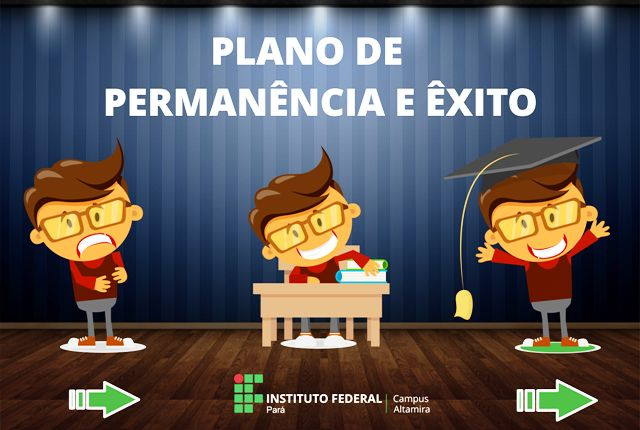 PLANO DE
PERMANÊNCIA E ÊXITO
INSTITUTO FEDERAL
Pará
Campus
Altamira